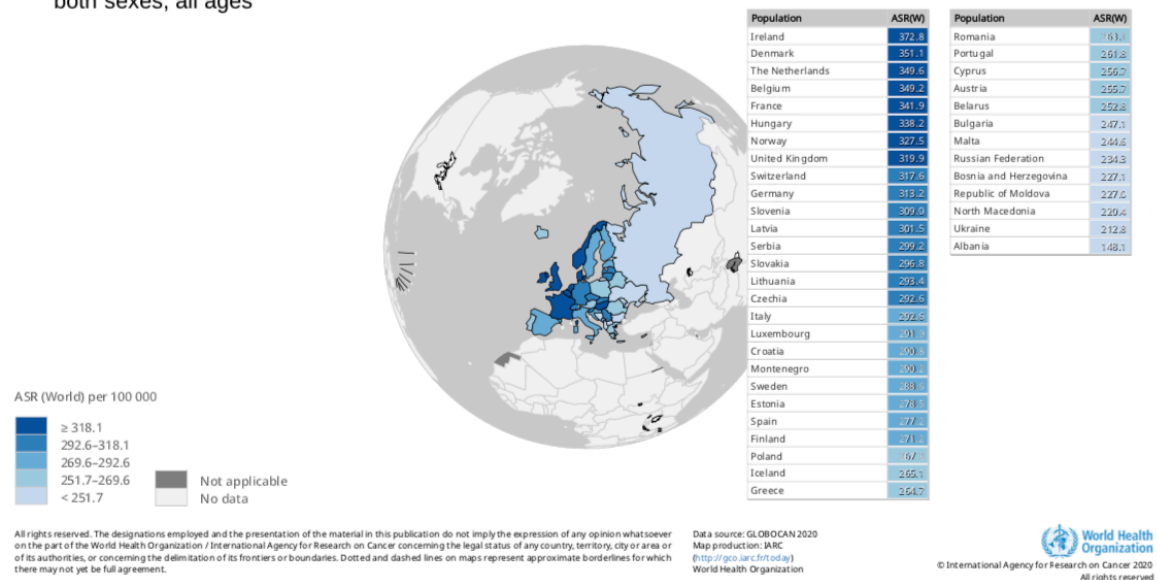 both sexes, all ages
Population ASR(W)
Ireland 372.8
Denmark 351.1
The Netherlands 349.6
Belgium 349.2
France 341.9
Hungary 338.2
Norway 327.5
United Kingdom 319.9
Switzerland 317.6
Germany 313.2
Slovenia 309.0
Latvia 301.5
Serbia 299.2
Slovakia 296.8
Lithuania 293.4
Czechia 292.6
Italy 292.6
Luxembourg
Croatia
Montenegro
Sweden 288.6
Estonia
Spain
Finland
Poland
Iceland 265.1
Greece 264.7
Population ASR(W)
Romania
Portugal 261.8
Cyprus 256.7
Austria 255.7
Belarus 252.8
Bulgaria 247.1
Malta 244.6
Russian Federation 234.3
Bosnia and Herzegovina 227.1
Republic of Moldova
North Macedonia 220.4
Ukraine 212.8
Albania 148.1
ASR (World) per 100 000
≥ 318.1
292.6–318.1
269.6–292.6
251.7–269.6
< 251.7
Not applicable
No data
All rights reserved. The designations employed and the presentation of the material in this publication do not imply the expression of any opinion whatsoever
on the part of the World Health Organization / International Agency for Research on Cancer concerning the legal status of any country, territory, city or area or
of its authorities, or concerning the delimitation of its frontiers or boundaries. Dotted and dashed lines on maps represent approximate borderlines for which
there may not yet be full agreement.
Data source: GLOBOCAN 2020
Map production: IARC
(http://gco.iarc.fr/today)
World Health Organization
World Health
Organization
© International Agency for Research on Cancer 2020
All rights reserved